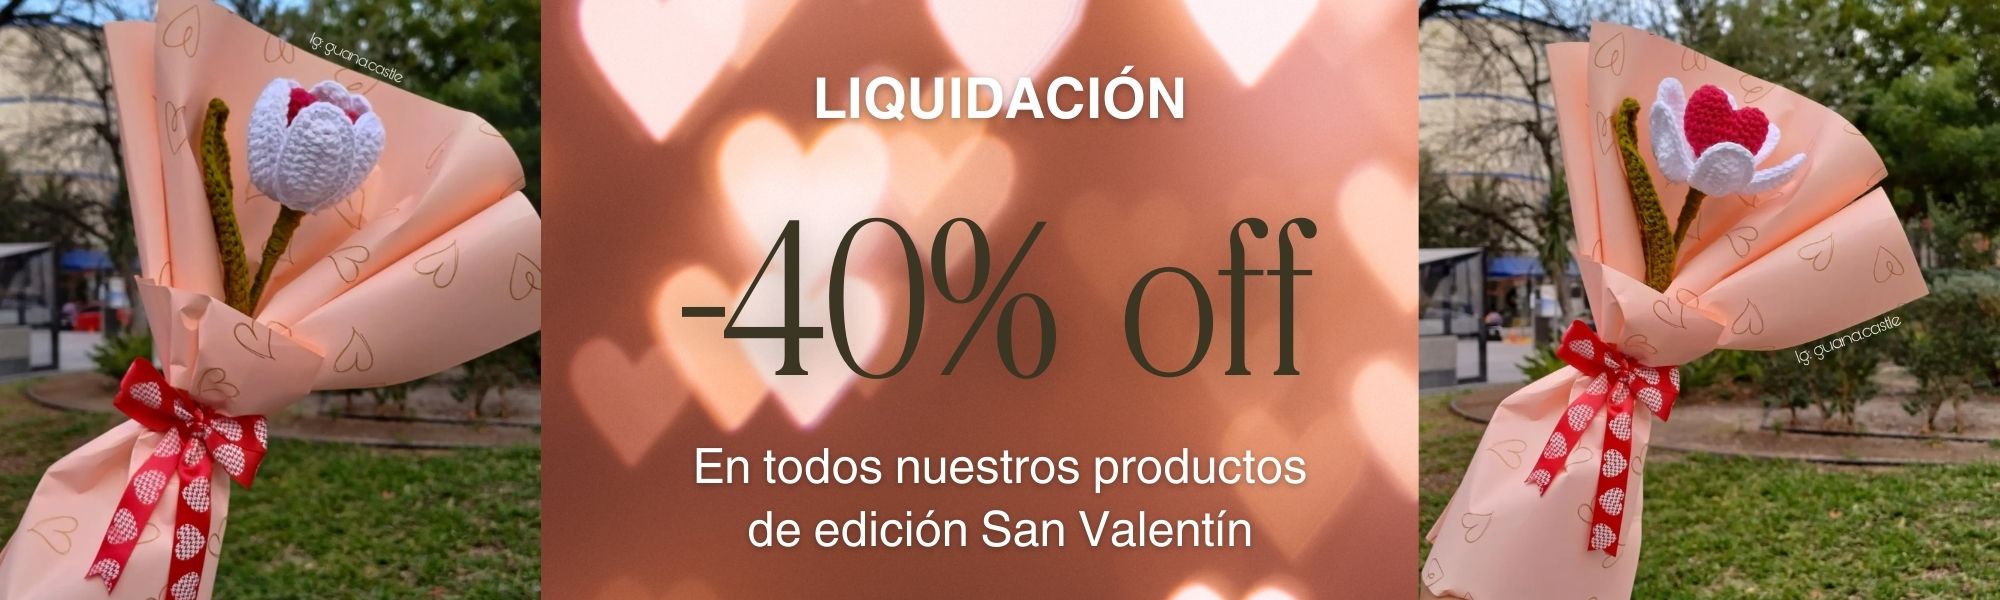 Ig: guana.castle
LIQUIDACIÓN
-40% off
En todos nuestros productos
de edición San Valentín
Ig: guana.castle